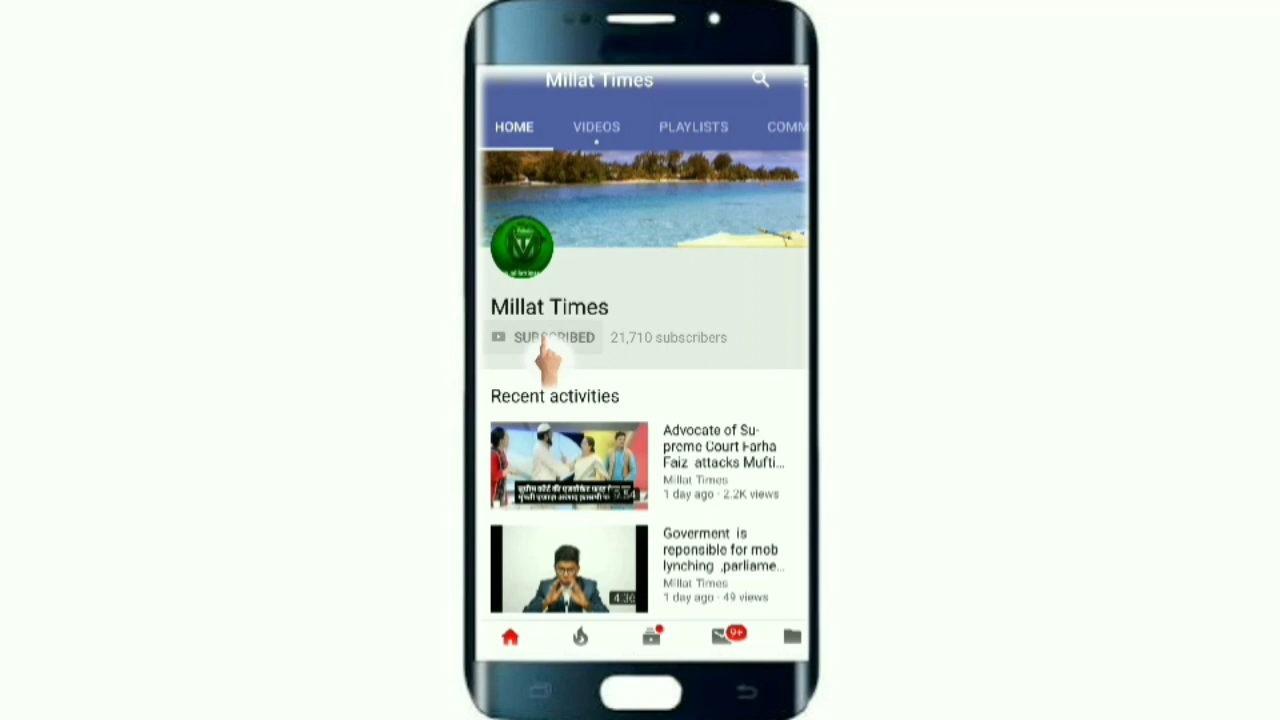 Millat Times
HOME VIDEOS PLAYLISTS COMM
Millat Times
SUBSCRIBED 21,710 subscribers
Recent activities
Advocate of Su-
preme Court Farha
Faiz attacks Mufti...
Millat Times
1 day ago · 2.2K views
Goverment is
reponsible for mob
lynching ,parliame...
Millat Times
1 day ago · 49 views
4:36
9+